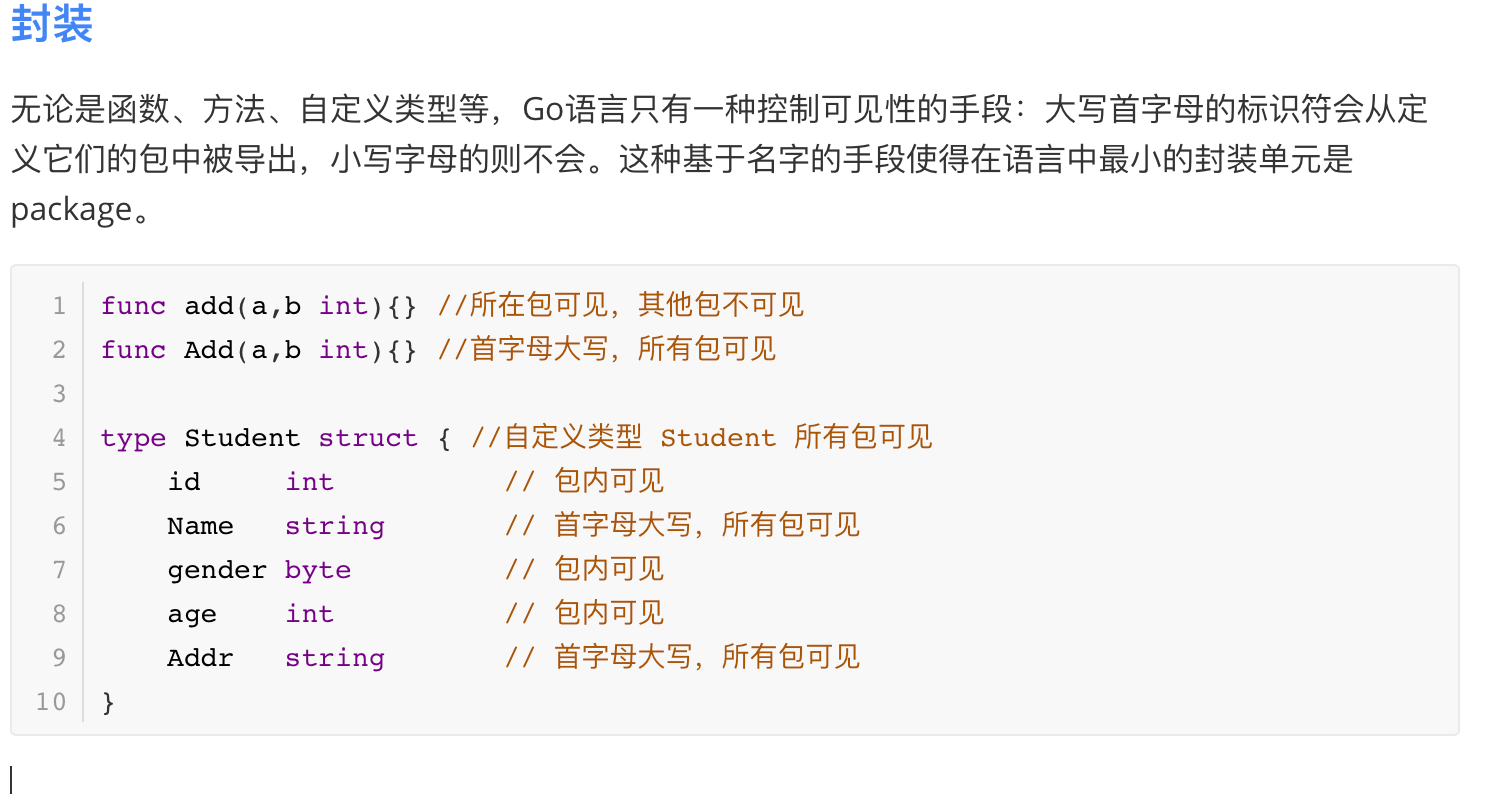 封装
无论是函数、方法、自定义类型等，Go语言只有一种控制可见性的手段：大写首字母的标识符会从定
义它们的包中被导出，小写字母的则不会。这种基于名字的手段使得在语言中最小的封装单元是
package。
1 func add(a,b int){} //所在包可见，其他包不可见
2 func Add(a,b int){} //首字母大写，所有包可见
3
4 type Student struct { //自定义类型 Student 所有包可见
5     id     int          // 包内可见
6     Name   string       // 首字母大写，所有包可见
7     gender byte         // 包内可见
8     age    int          // 包内可见
9     Addr   string       // 首字母大写，所有包可见
10 }